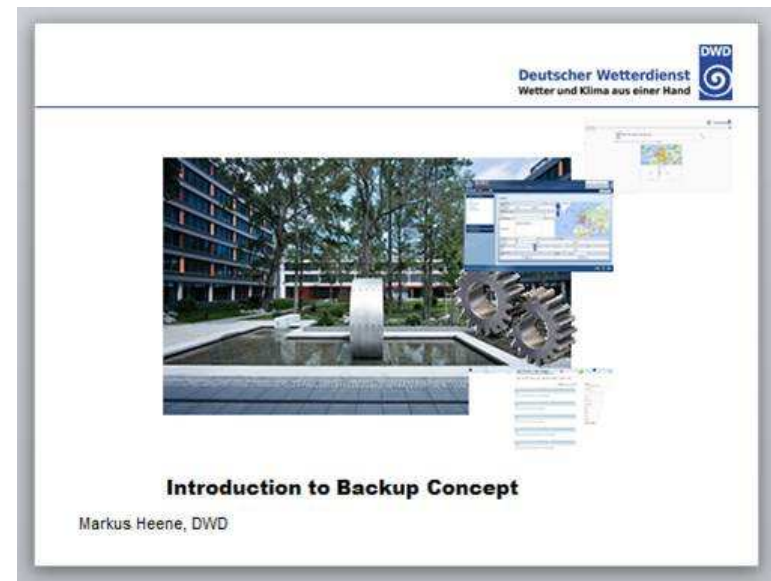 DWD
Deutscher Wetterdienst
Wetter und Klima aus einer Hand
Introduction to Backup Concept
Markus Heene, DWD